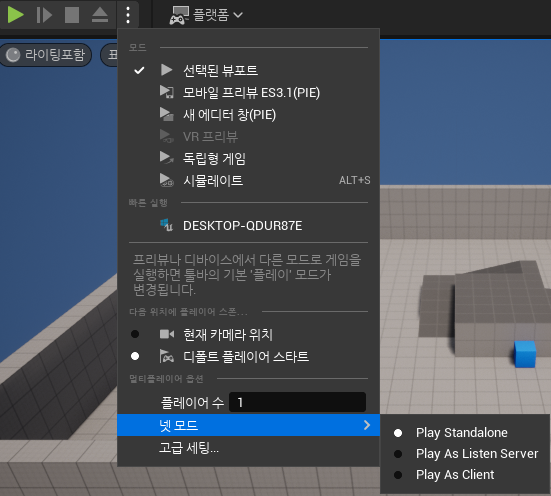 플랫폼
라이팅포함
모드
선택된 뷰포트
모바일 프리뷰 ES3.1(PIE)
새 에디터 창(PIE)
VR 프리뷰
독립형 게임
시뮬레이트 ALT+S
빠른 실행
DESKTOP-QDUR87E
프리뷰나 디바이스에서 다른 모드로 게임을
실행하면 툴바의 기본 '플레이' 모드가
변경됩니다.
다음 위치에 플레이어 스폰...
현재 카메라 위치
디폴트 플레이어 스타트
멀티플레이어 옵션
플레이어 수 1
넷 모드
고급 세팅...
Play Standalone
Play As Listen Server
Play As Client